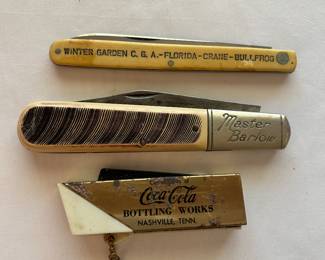 WINTER GARDEN C. G. A.-FLORIDA-CRANE-BULLFROG
Master
Barlow
Coca-Cola
BOTTLING WORKS
NASHVILLE, TENN.